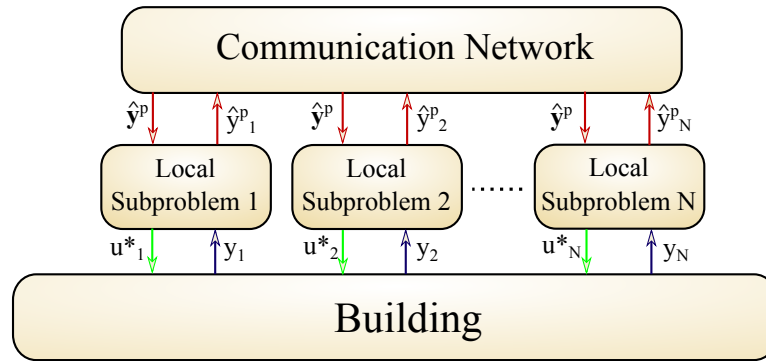 Communication Network
ŷᵖ ŷᵖ₁ ŷᵖ ŷᵖ₂ ŷᵖ ŷᵖ_N
Local Subproblem 1
Local Subproblem 2
......
Local Subproblem N
u*₁ y₁ u*₂ y₂ u*_N y_N
Building